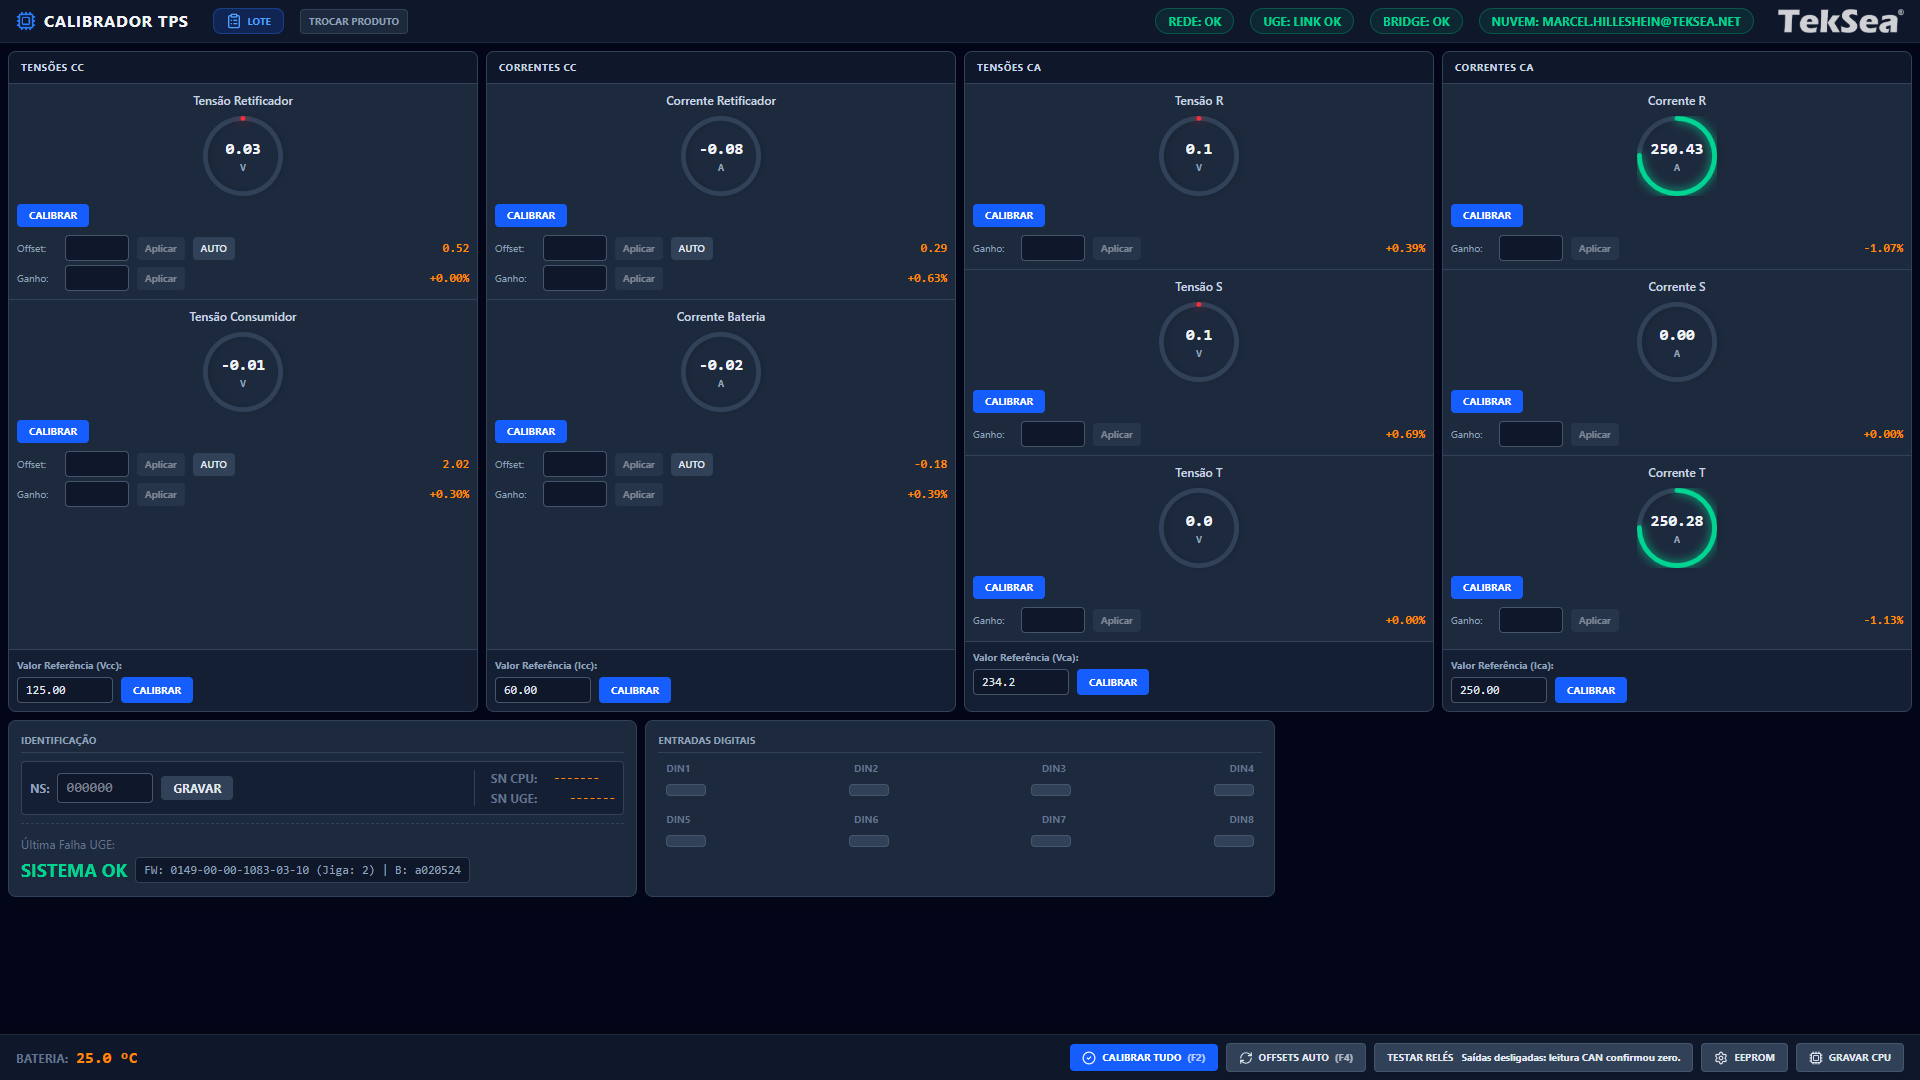 CALIBRADOR TPS
LOTE
TROCAR PRODUTO
REDE: OK
UGE: LINK OK
BRIDGE: OK
NUVEM: MARCEL.HILLESHEIN@TEKSEA.NET
TekSea®
TENSÕES CC
Tensão Retificador
0.03
V
CALIBRAR
Offset: Aplicar AUTO 0.52
Ganho: Aplicar +0.00%
Tensão Consumidor
-0.01
V
CALIBRAR
Offset: Aplicar AUTO 2.02
Ganho: Aplicar +0.30%
Valor Referência (Vcc):
125.00 CALIBRAR
CORRENTES CC
Corrente Retificador
-0.08
A
CALIBRAR
Offset: Aplicar AUTO 0.29
Ganho: Aplicar +0.63%
Corrente Bateria
-0.02
A
CALIBRAR
Offset: Aplicar AUTO -0.18
Ganho: Aplicar +0.39%
Valor Referência (Icc):
60.00 CALIBRAR
TENSÕES CA
Tensão R
0.1
V
CALIBRAR
Ganho: Aplicar +0.39%
Tensão S
0.1
V
CALIBRAR
Ganho: Aplicar +0.69%
Tensão T
0.0
V
CALIBRAR
Ganho: Aplicar +0.00%
Valor Referência (Vca):
234.2 CALIBRAR
CORRENTES CA
Corrente R
250.43
A
CALIBRAR
Ganho: Aplicar -1.07%
Corrente S
0.00
A
CALIBRAR
Ganho: Aplicar +0.00%
Corrente T
250.28
A
CALIBRAR
Ganho: Aplicar -1.13%
Valor Referência (Ica):
250.00 CALIBRAR
IDENTIFICAÇÃO
NS: 000000 GRAVAR
SN CPU: -------
SN UGE: -------
Última Falha UGE:
SISTEMA OK FW: 0149-00-00-1083-03-10 (Jiga: 2) | B: a020524
ENTRADAS DIGITAIS
DIN1 DIN2 DIN3 DIN4
DIN5 DIN6 DIN7 DIN8
BATERIA: 25.0 ºC
CALIBRAR TUDO (F2)
OFFSETS AUTO (F4)
TESTAR RELÉS Saídas desligadas: leitura CAN confirmou zero.
EEPROM
GRAVAR CPU